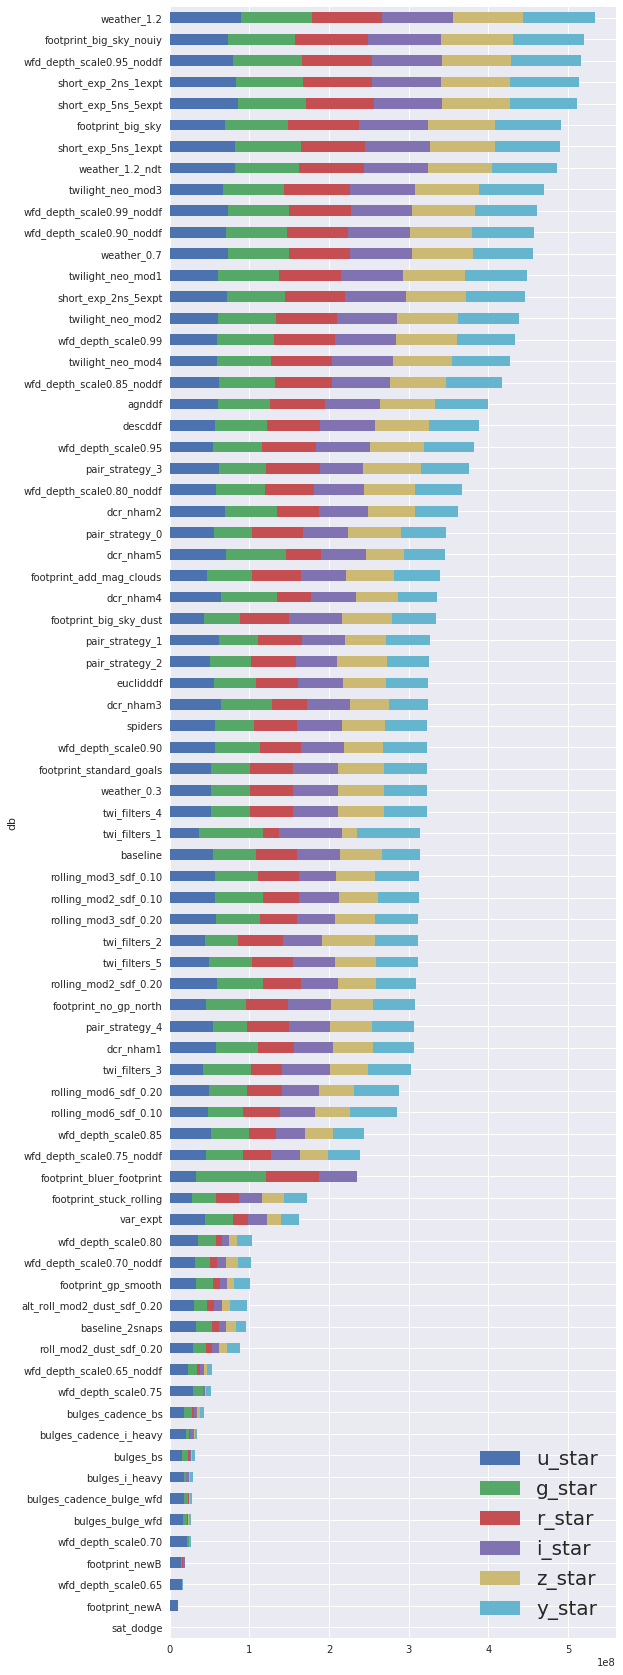 weather_1.2
footprint_big_sky_nouiy
wfd_depth_scale0.95_noddf
short_exp_2ns_1expt
short_exp_5ns_5expt
footprint_big_sky
short_exp_5ns_1expt
weather_1.2_ndt
twilight_neo_mod3
wfd_depth_scale0.99_noddf
wfd_depth_scale0.90_noddf
weather_0.7
twilight_neo_mod1
short_exp_2ns_5expt
twilight_neo_mod2
wfd_depth_scale0.99
twilight_neo_mod4
wfd_depth_scale0.85_noddf
agnddf
descddf
wfd_depth_scale0.95
pair_strategy_3
wfd_depth_scale0.80_noddf
dcr_nham2
pair_strategy_0
dcr_nham5
footprint_add_mag_clouds
dcr_nham4
footprint_big_sky_dust
pair_strategy_1
pair_strategy_2
euclidddf
dcr_nham3
spiders
wfd_depth_scale0.90
footprint_standard_goals
weather_0.3
twi_filters_4
twi_filters_1
db
baseline
rolling_mod3_sdf_0.10
rolling_mod2_sdf_0.10
rolling_mod3_sdf_0.20
twi_filters_2
twi_filters_5
rolling_mod2_sdf_0.20
footprint_no_gp_north
pair_strategy_4
dcr_nham1
twi_filters_3
rolling_mod6_sdf_0.20
rolling_mod6_sdf_0.10
wfd_depth_scale0.85
wfd_depth_scale0.75_noddf
footprint_bluer_footprint
footprint_stuck_rolling
var_expt
wfd_depth_scale0.80
wfd_depth_scale0.70_noddf
footprint_gp_smooth
alt_roll_mod2_dust_sdf_0.20
baseline_2snaps
roll_mod2_dust_sdf_0.20
wfd_depth_scale0.65_noddf
wfd_depth_scale0.75
bulges_cadence_bs
bulges_cadence_i_heavy
bulges_bs
bulges_i_heavy
bulges_cadence_bulge_wfd
bulges_bulge_wfd
wfd_depth_scale0.70
footprint_newB
wfd_depth_scale0.65
footprint_newA
sat_dodge
u_star
g_star
r_star
i_star
z_star
y_star
0 1 2 3 4 5
1e8